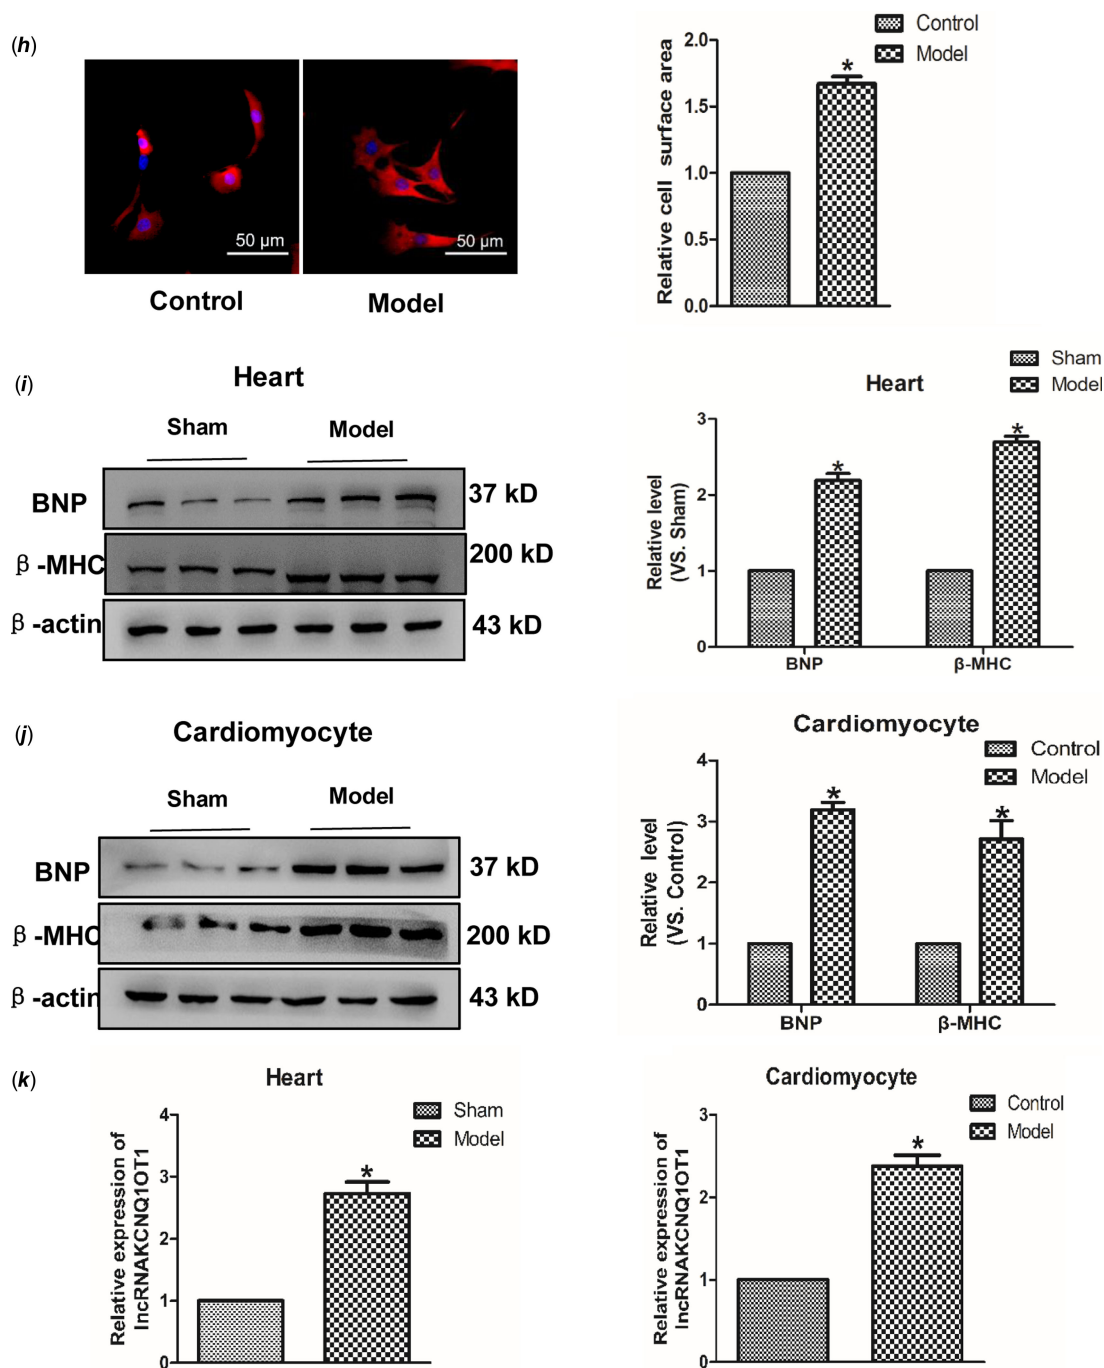 (h)
50 μm
50 μm
Control
Model
Control
Model
Relative cell surface area
2.0
1.5
1.0
0.5
0.0
*
(i)
Heart
Sham
Model
BNP
37 kD
β-MHC
200 kD
β-actin
43 kD
Sham
Model
Heart
Relative level
(VS. Sham)
3
2
1
0
*
*
BNP
β-MHC
(j)
Cardiomyocyte
Sham
Model
BNP
37 kD
β-MHC
200 kD
β-actin
43 kD
Cardiomyocyte
Control
Model
Relative level
(VS. Control)
4
3
2
1
0
*
*
BNP
β-MHC
(k)
Heart
Sham
Model
Relative expression of
lncRNAKCNQ1OT1
4
3
2
1
0
*
Cardiomyocyte
Control
Model
Relative expression of
lncRNAKCNQ1OT1
3
2
1
0
*